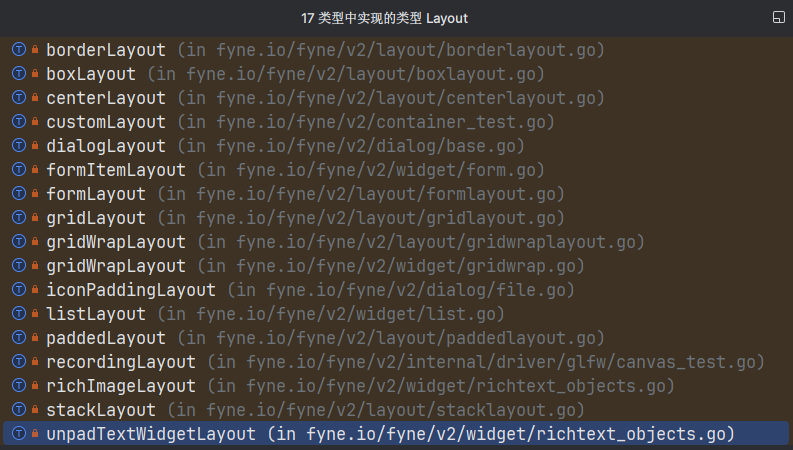 17 类型中实现的类型 Layout
borderLayout (in fyne.io/fyne/v2/layout/borderlayout.go)
boxLayout (in fyne.io/fyne/v2/layout/boxlayout.go)
centerLayout (in fyne.io/fyne/v2/layout/centerlayout.go)
customLayout (in fyne.io/fyne/v2/container_test.go)
dialogLayout (in fyne.io/fyne/v2/dialog/base.go)
formItemLayout (in fyne.io/fyne/v2/widget/form.go)
formLayout (in fyne.io/fyne/v2/layout/formlayout.go)
gridLayout (in fyne.io/fyne/v2/layout/gridlayout.go)
gridWrapLayout (in fyne.io/fyne/v2/layout/gridwraplayout.go)
gridWrapLayout (in fyne.io/fyne/v2/widget/gridwrap.go)
iconPaddingLayout (in fyne.io/fyne/v2/dialog/file.go)
listLayout (in fyne.io/fyne/v2/widget/list.go)
paddedLayout (in fyne.io/fyne/v2/layout/paddedlayout.go)
recordingLayout (in fyne.io/fyne/v2/internal/driver/glfw/canvas_test.go)
richImageLayout (in fyne.io/fyne/v2/widget/richtext_objects.go)
stackLayout (in fyne.io/fyne/v2/layout/stacklayout.go)
unpadTextWidgetLayout (in fyne.io/fyne/v2/widget/richtext_objects.go)